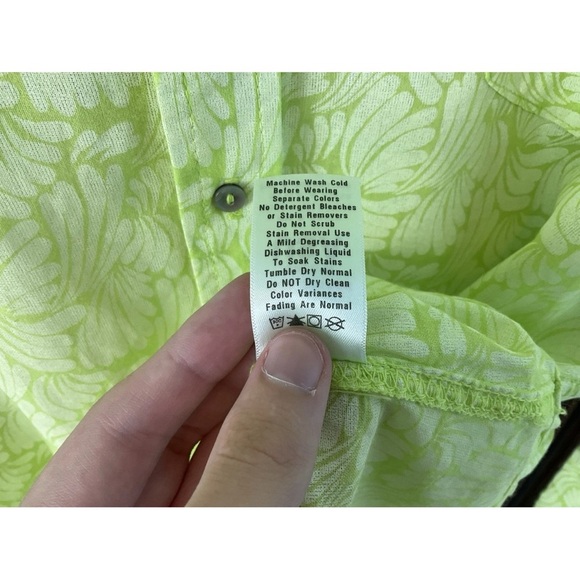 Machine Wash Cold
Before Wearing
Separate Colors
No Detergent Bleaches
or Stain Removers
Do Not Scrub
Stain Removal Use
A Mild Degreasing
Dishwashing Liquid
To Soak Stains
Tumble Dry Normal
Do NOT Dry Clean
Color Variances
Fading Are Normal